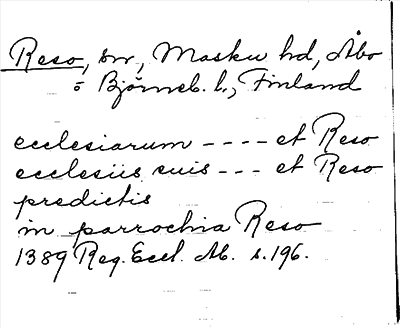 Reso, sn, Masku hd, Åbo
o Björneb. l., Finland
ecclesiarum ---- et Reso
ecclesiis suis --- et Reso
predictis
in parrochia Reso
1389 Reg. Eccl. Ab. s. 196.